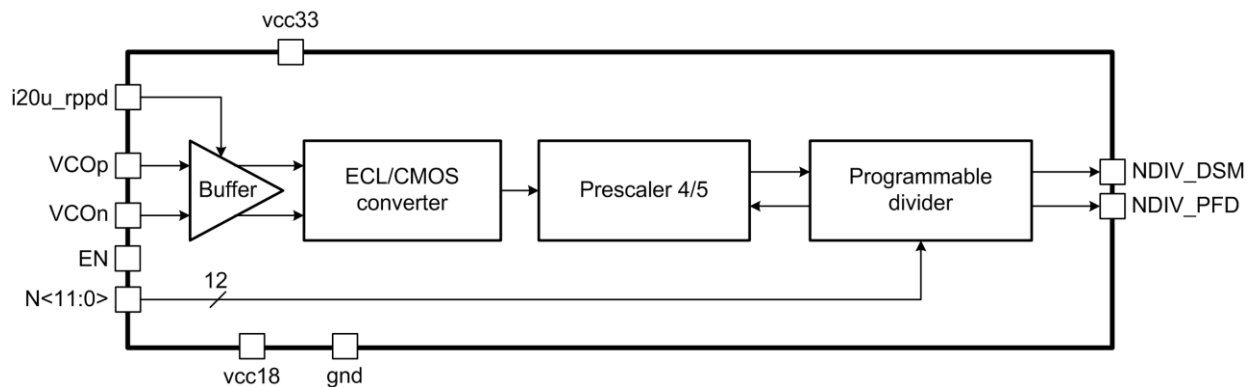 vcc33
i20u_rppd
VCOp
VCOn
EN
N<11:0>
12
Buffer
ECL/CMOS
converter
Prescaler 4/5
Programmable
divider
NDIV_DSM
NDIV_PFD
vcc18
gnd